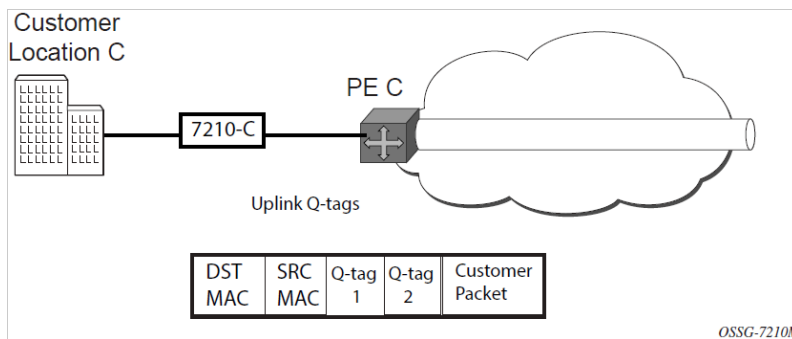 Customer
Location C
PE C
7210-C
Uplink Q-tags
DST
MAC
SRC
MAC
Q-tag
1
Q-tag
2
Customer
Packet